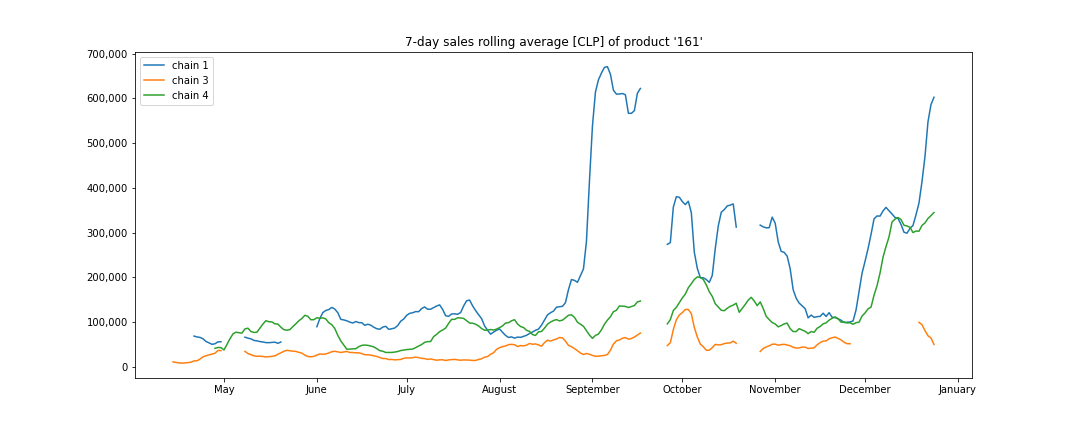 7-day sales rolling average [CLP] of product '161'
700,000
600,000
500,000
400,000
300,000
200,000
100,000
0
chain 1
chain 3
chain 4
May June July August September October November December January